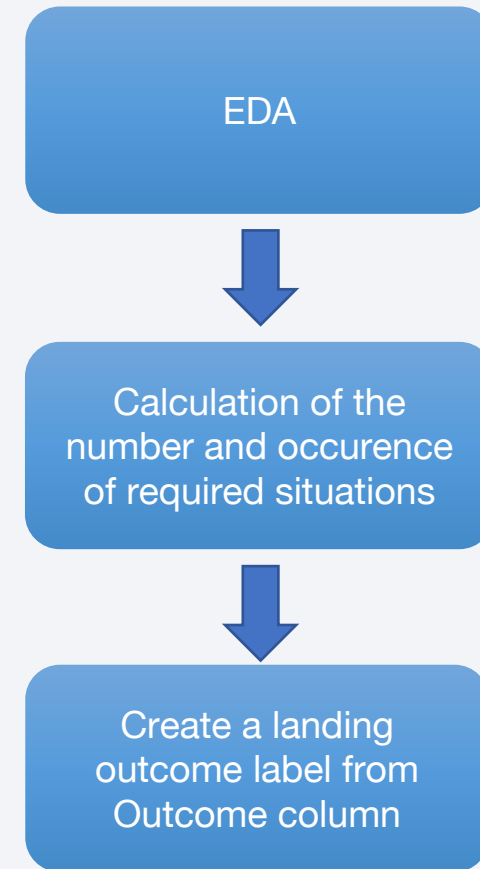 EDA
Calculation of the
number and occurence
of required situations
Create a landing
outcome label from
Outcome column